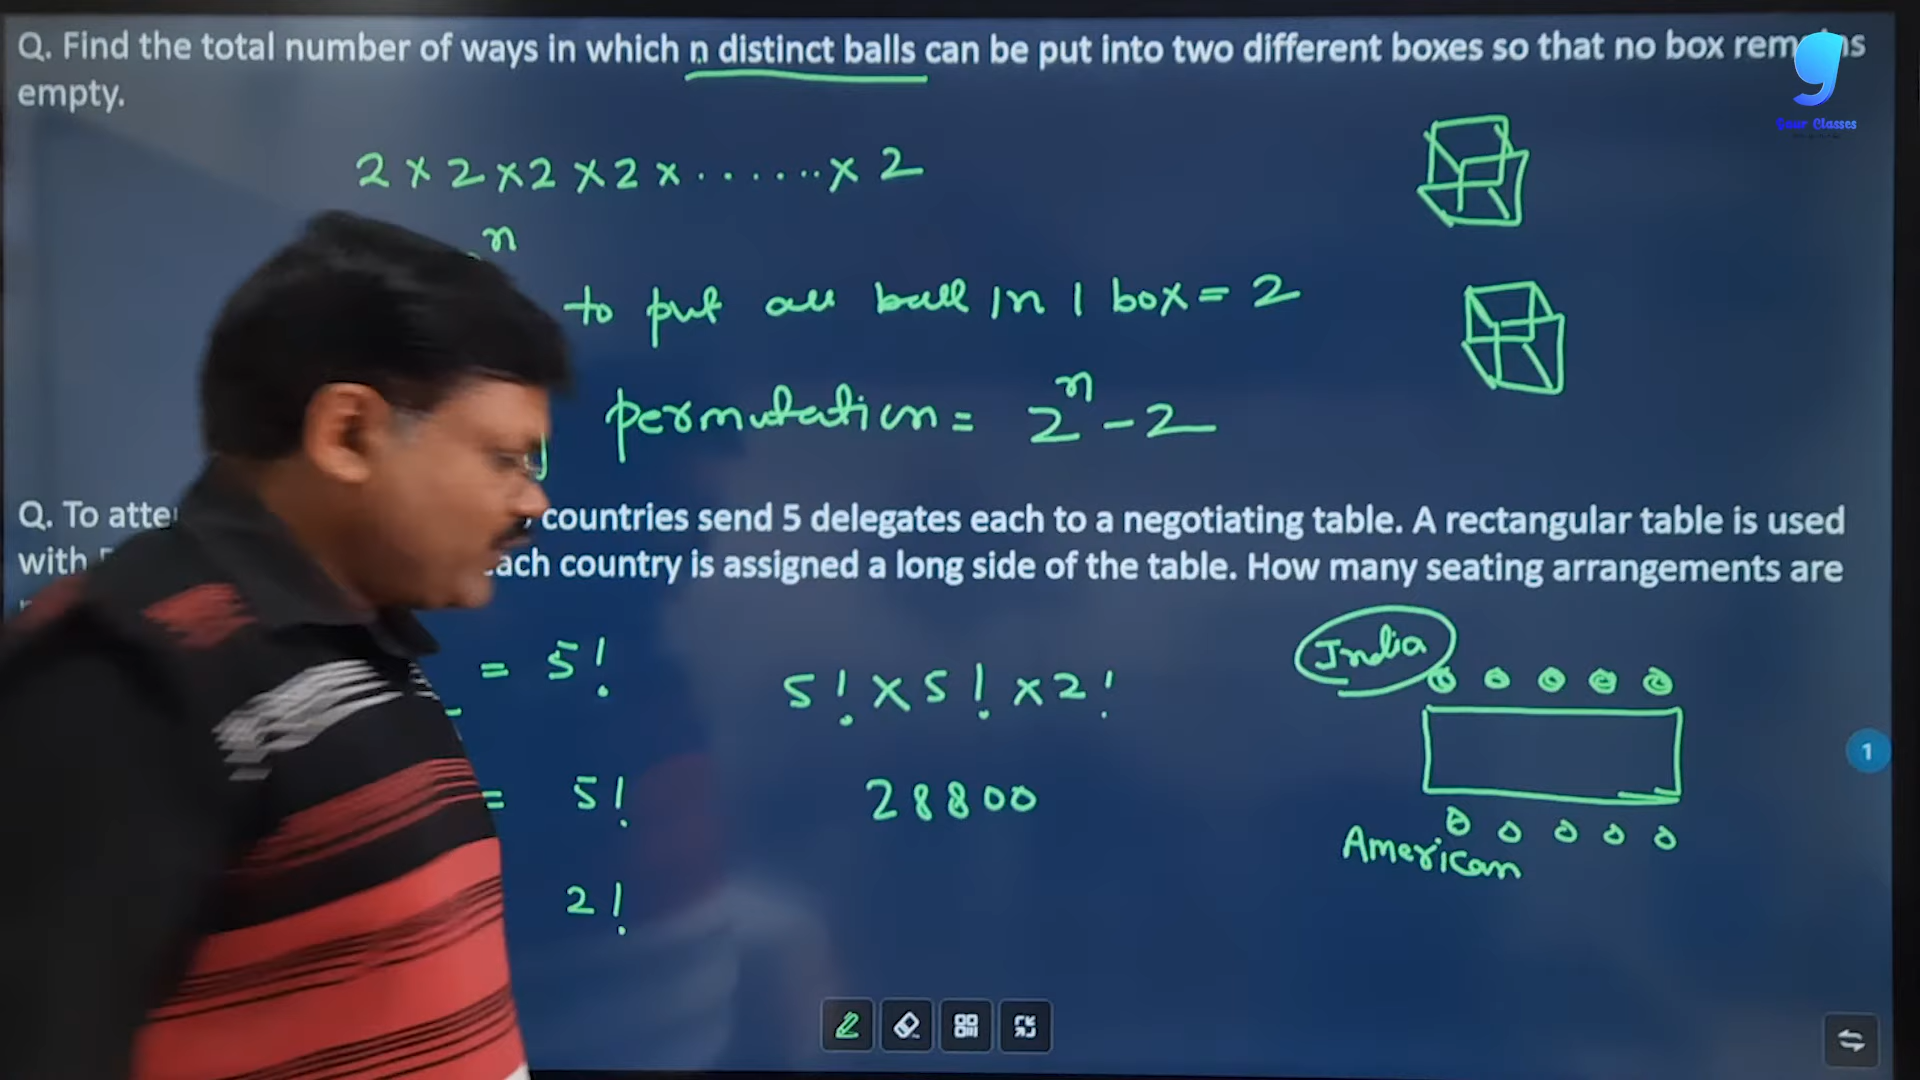 Q. Find the total number of ways in which n distinct balls can be put into two different boxes so that no box
empty.
Gaur Classes
2 × 2 × 2 × 2 × ....... × 2
n
to put all ball in 1 box = 2
permutation = 2ⁿ - 2
Q. To countries send 5 delegates each to a negotiating table. A rectangular table is used
with country is assigned a long side of the table. How many seating arrangements are
India
= 5!
5! × 5! × 2!
1
= 5!
28800
American
2!